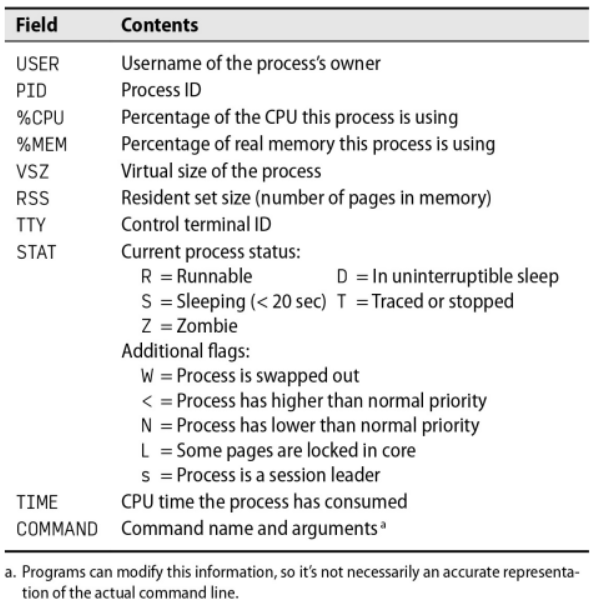 Field Contents
USER Username of the process's owner
PID Process ID
%CPU Percentage of the CPU this process is using
%MEM Percentage of real memory this process is using
VSZ Virtual size of the process
RSS Resident set size (number of pages in memory)
TTY Control terminal ID
STAT Current process status:
R = Runnable D = In uninterruptible sleep
S = Sleeping (< 20 sec) T = Traced or stopped
Z = Zombie
Additional flags:
W = Process is swapped out
< = Process has higher than normal priority
N = Process has lower than normal priority
L = Some pages are locked in core
s = Process is a session leader
TIME CPU time the process has consumed
COMMAND Command name and arguments a
a. Programs can modify this information, so it's not necessarily an accurate representa-
tion of the actual command line.